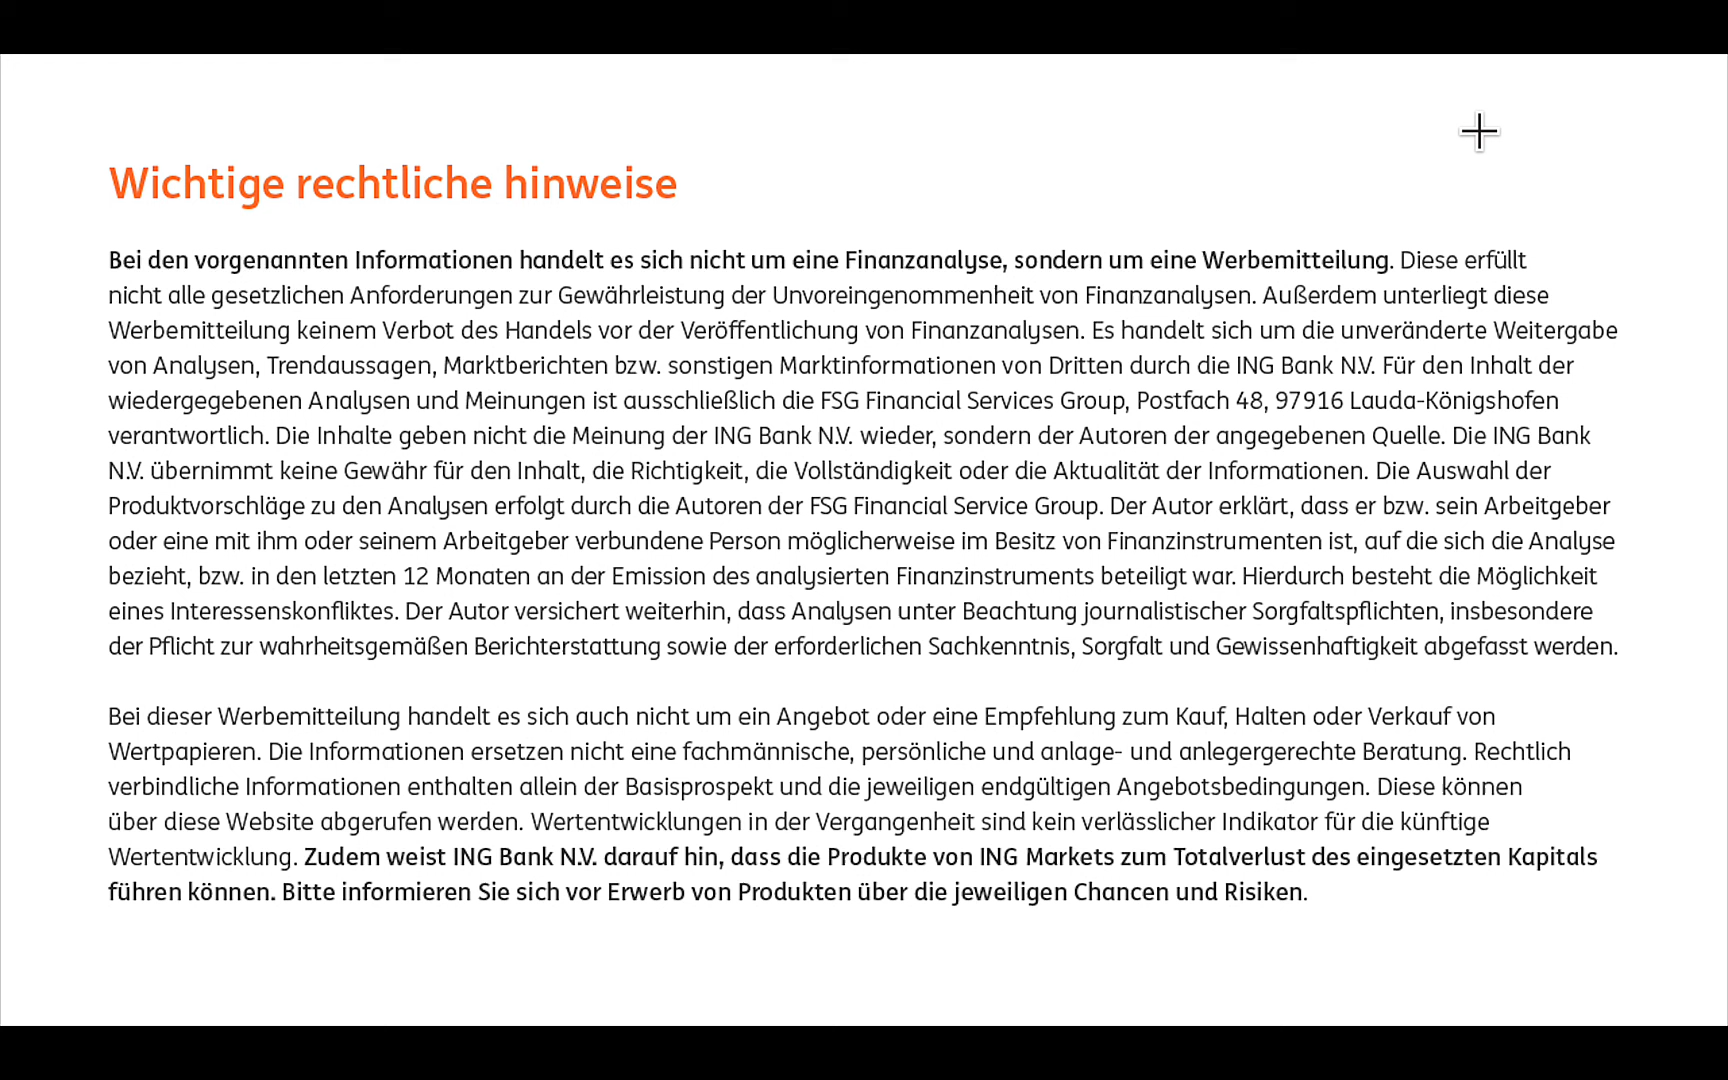 Wichtige rechtliche hinweise
Bei den vorgenannten Informationen handelt es sich nicht um eine Finanzanalyse, sondern um eine Werbemitteilung. Diese erfüllt
nicht alle gesetzlichen Anforderungen zur Gewährleistung der Unvoreingenommenheit von Finanzanalysen. Außerdem unterliegt diese
Werbemitteilung keinem Verbot des Handels vor der Veröffentlichung von Finanzanalysen. Es handelt sich um die unveränderte Weitergabe
von Analysen, Trendaussagen, Marktberichten bzw. sonstigen Marktinformationen von Dritten durch die ING Bank N.V. Für den Inhalt der
wiedergegebenen Analysen und Meinungen ist ausschließlich die FSG Financial Services Group, Postfach 48, 97916 Lauda-Königshofen
verantwortlich. Die Inhalte geben nicht die Meinung der ING Bank N.V. wieder, sondern der Autoren der angegebenen Quelle. Die ING Bank
N.V. übernimmt keine Gewähr für den Inhalt, die Richtigkeit, die Vollständigkeit oder die Aktualität der Informationen. Die Auswahl der
Produktvorschläge zu den Analysen erfolgt durch die Autoren der FSG Financial Service Group. Der Autor erklärt, dass er bzw. sein Arbeitgeber
oder eine mit ihm oder seinem Arbeitgeber verbundene Person möglicherweise im Besitz von Finanzinstrumenten ist, auf die sich die Analyse
bezieht, bzw. in den letzten 12 Monaten an der Emission des analysierten Finanzinstruments beteiligt war. Hierdurch besteht die Möglichkeit
eines Interessenskonfliktes. Der Autor versichert weiterhin, dass Analysen unter Beachtung journalistischer Sorgfaltspflichten, insbesondere
der Pflicht zur wahrheitsgemäßen Berichterstattung sowie der erforderlichen Sachkenntnis, Sorgfalt und Gewissenhaftigkeit abgefasst werden.
Bei dieser Werbemitteilung handelt es sich auch nicht um ein Angebot oder eine Empfehlung zum Kauf, Halten oder Verkauf von
Wertpapieren. Die Informationen ersetzen nicht eine fachmännische, persönliche und anlage- und anlegergerechte Beratung. Rechtlich
verbindliche Informationen enthalten allein der Basisprospekt und die jeweiligen endgültigen Angebotsbedingungen. Diese können
über diese Website abgerufen werden. Wertentwicklungen in der Vergangenheit sind kein verlässlicher Indikator für die künftige
Wertentwicklung. Zudem weist ING Bank N.V. darauf hin, dass die Produkte von ING Markets zum Totalverlust des eingesetzten Kapitals
führen können. Bitte informieren Sie sich vor Erwerb von Produkten über die jeweiligen Chancen und Risiken.